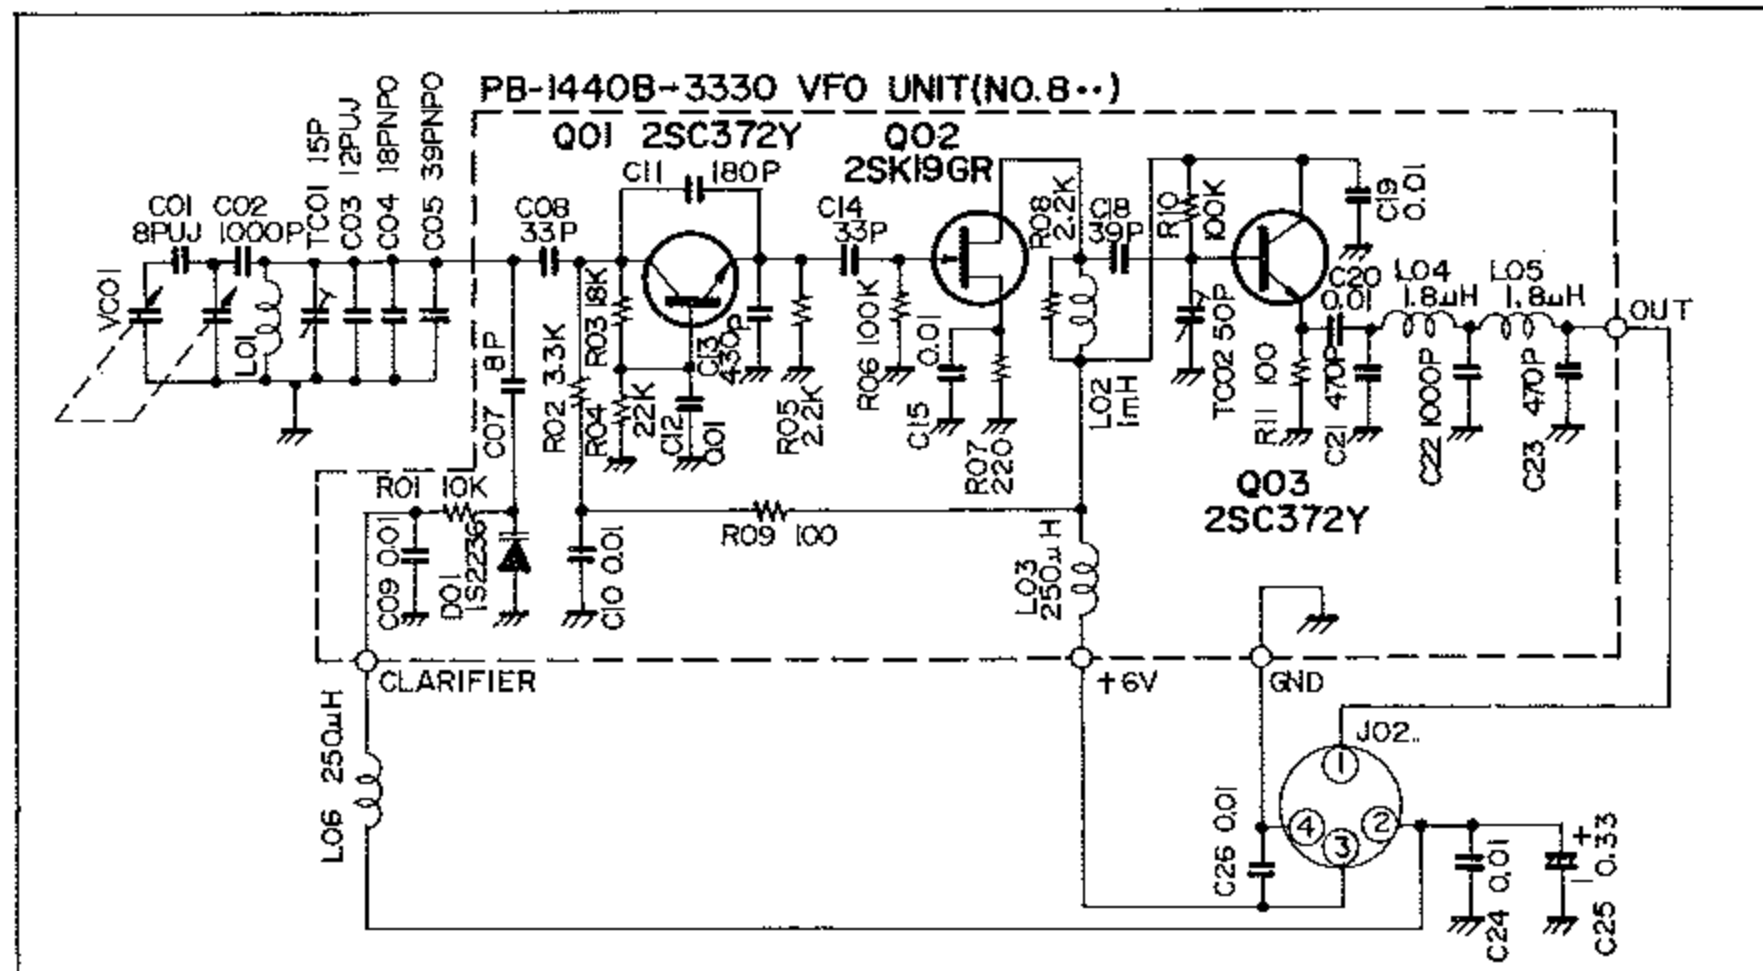 PB-1440B-3330 VFO UNIT(NO.8··)
Q01 2SC372Y
Q02
2SK19GR
C01
8PUJ
C02
1000P
TC01 15P
C03 12PUJ
C04 18PNPO
C05 39PNPO
VC01
L01
C08
33P
C11
180P
C14
33P
R08
2.2K
C18
39P
R10
100K
C19
0.01
C07 8P
R02 3.3K
R03 18K
R04
22K
C12
0.01
C13
430P
R05
2.2K
R06 100K
C15 0.01
R07
220
L02
1mH
TC02 50P
R11 100
C20
0.01
L04
1.8μH
L05
1.8μH
OUT
C21 470P
C22 1000P
C23 470P
Q03
2SC372Y
R01 10K
C09 0.01
D01
1S2236
C10 0.01
R09 100
L03
250μH
CLARIFIER
+6V
GND
L06 250μH
J02
1
4
2
3
C26 0.01
C24 0.01
+
-
C25 0.33